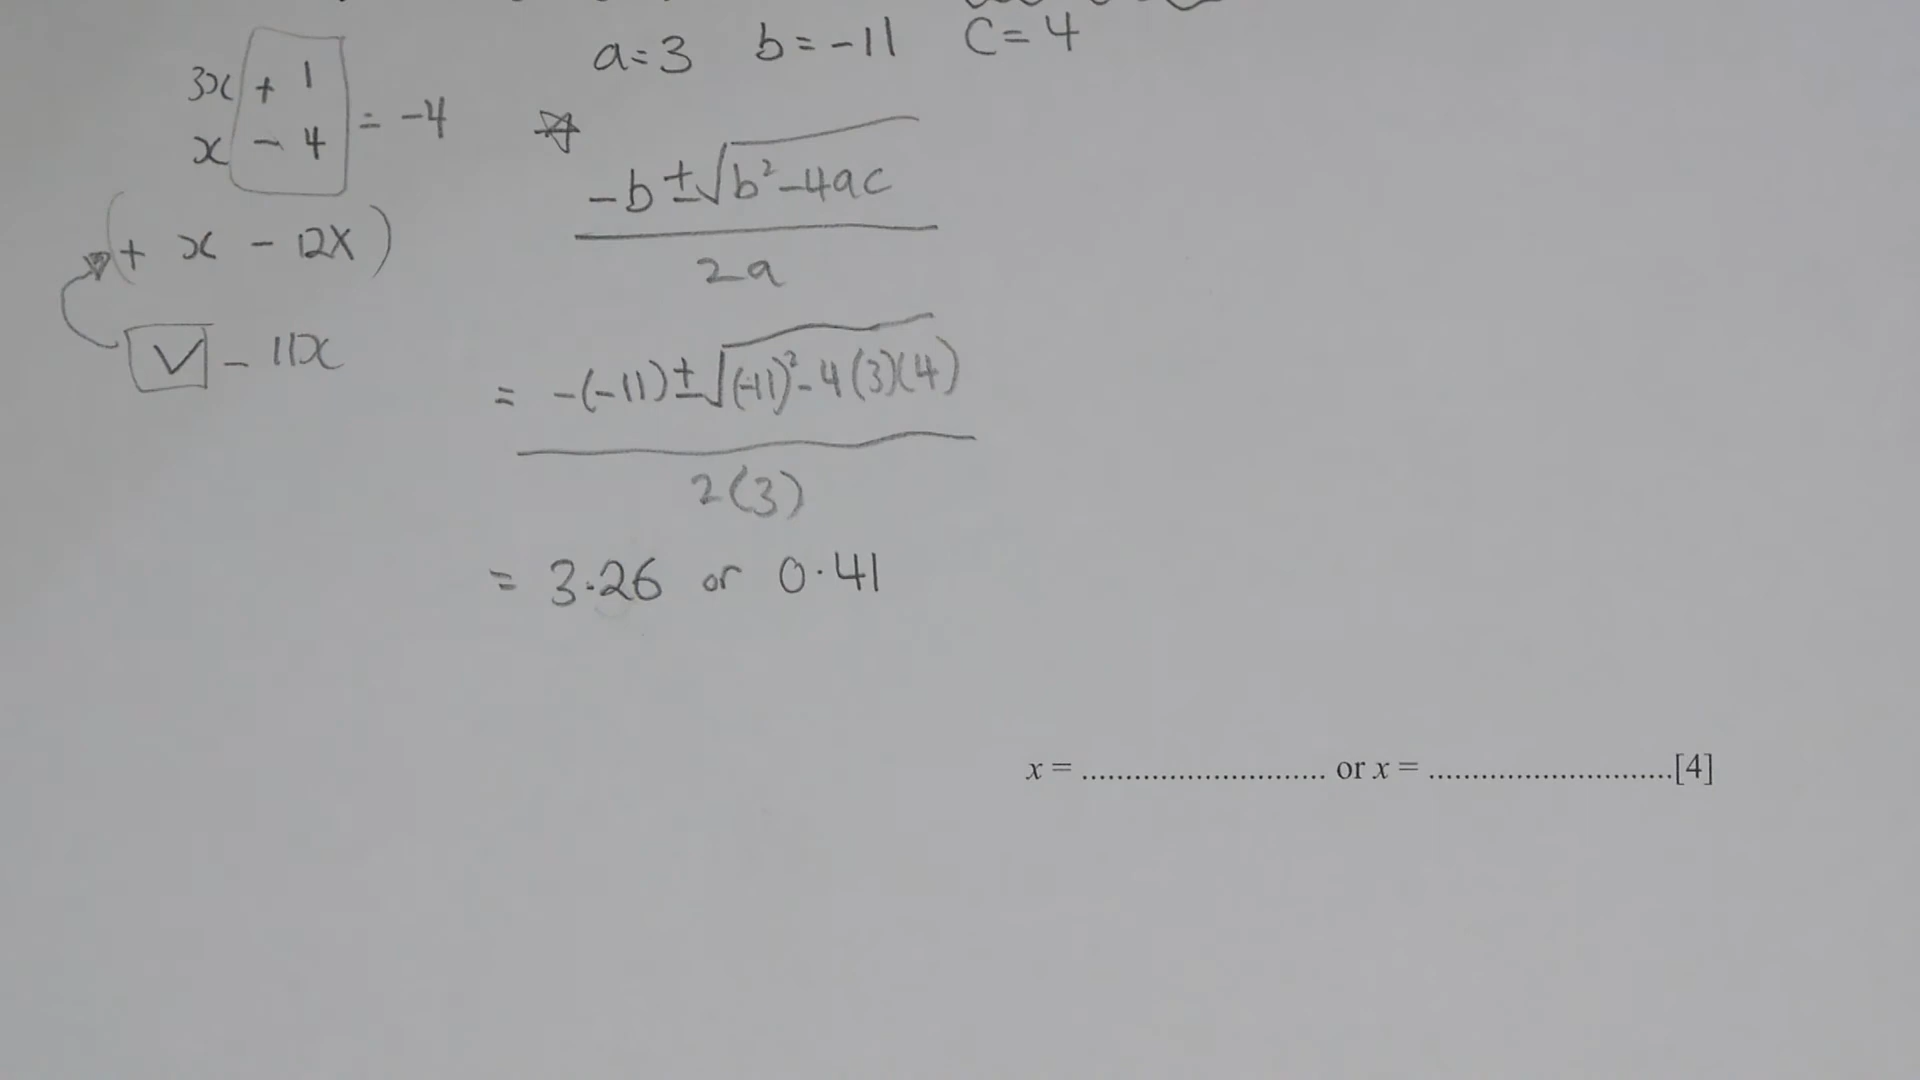 a=3 b=-11 C=4
3x + 1
x - 4 = -4
-b ± √b²-4ac
2a
(+ x - 12x)
- 11x
= -(-11) ± √(-11)² - 4(3)(4)
2(3)
= 3.26 or 0.41
x = ............................ or x = ............................[4]